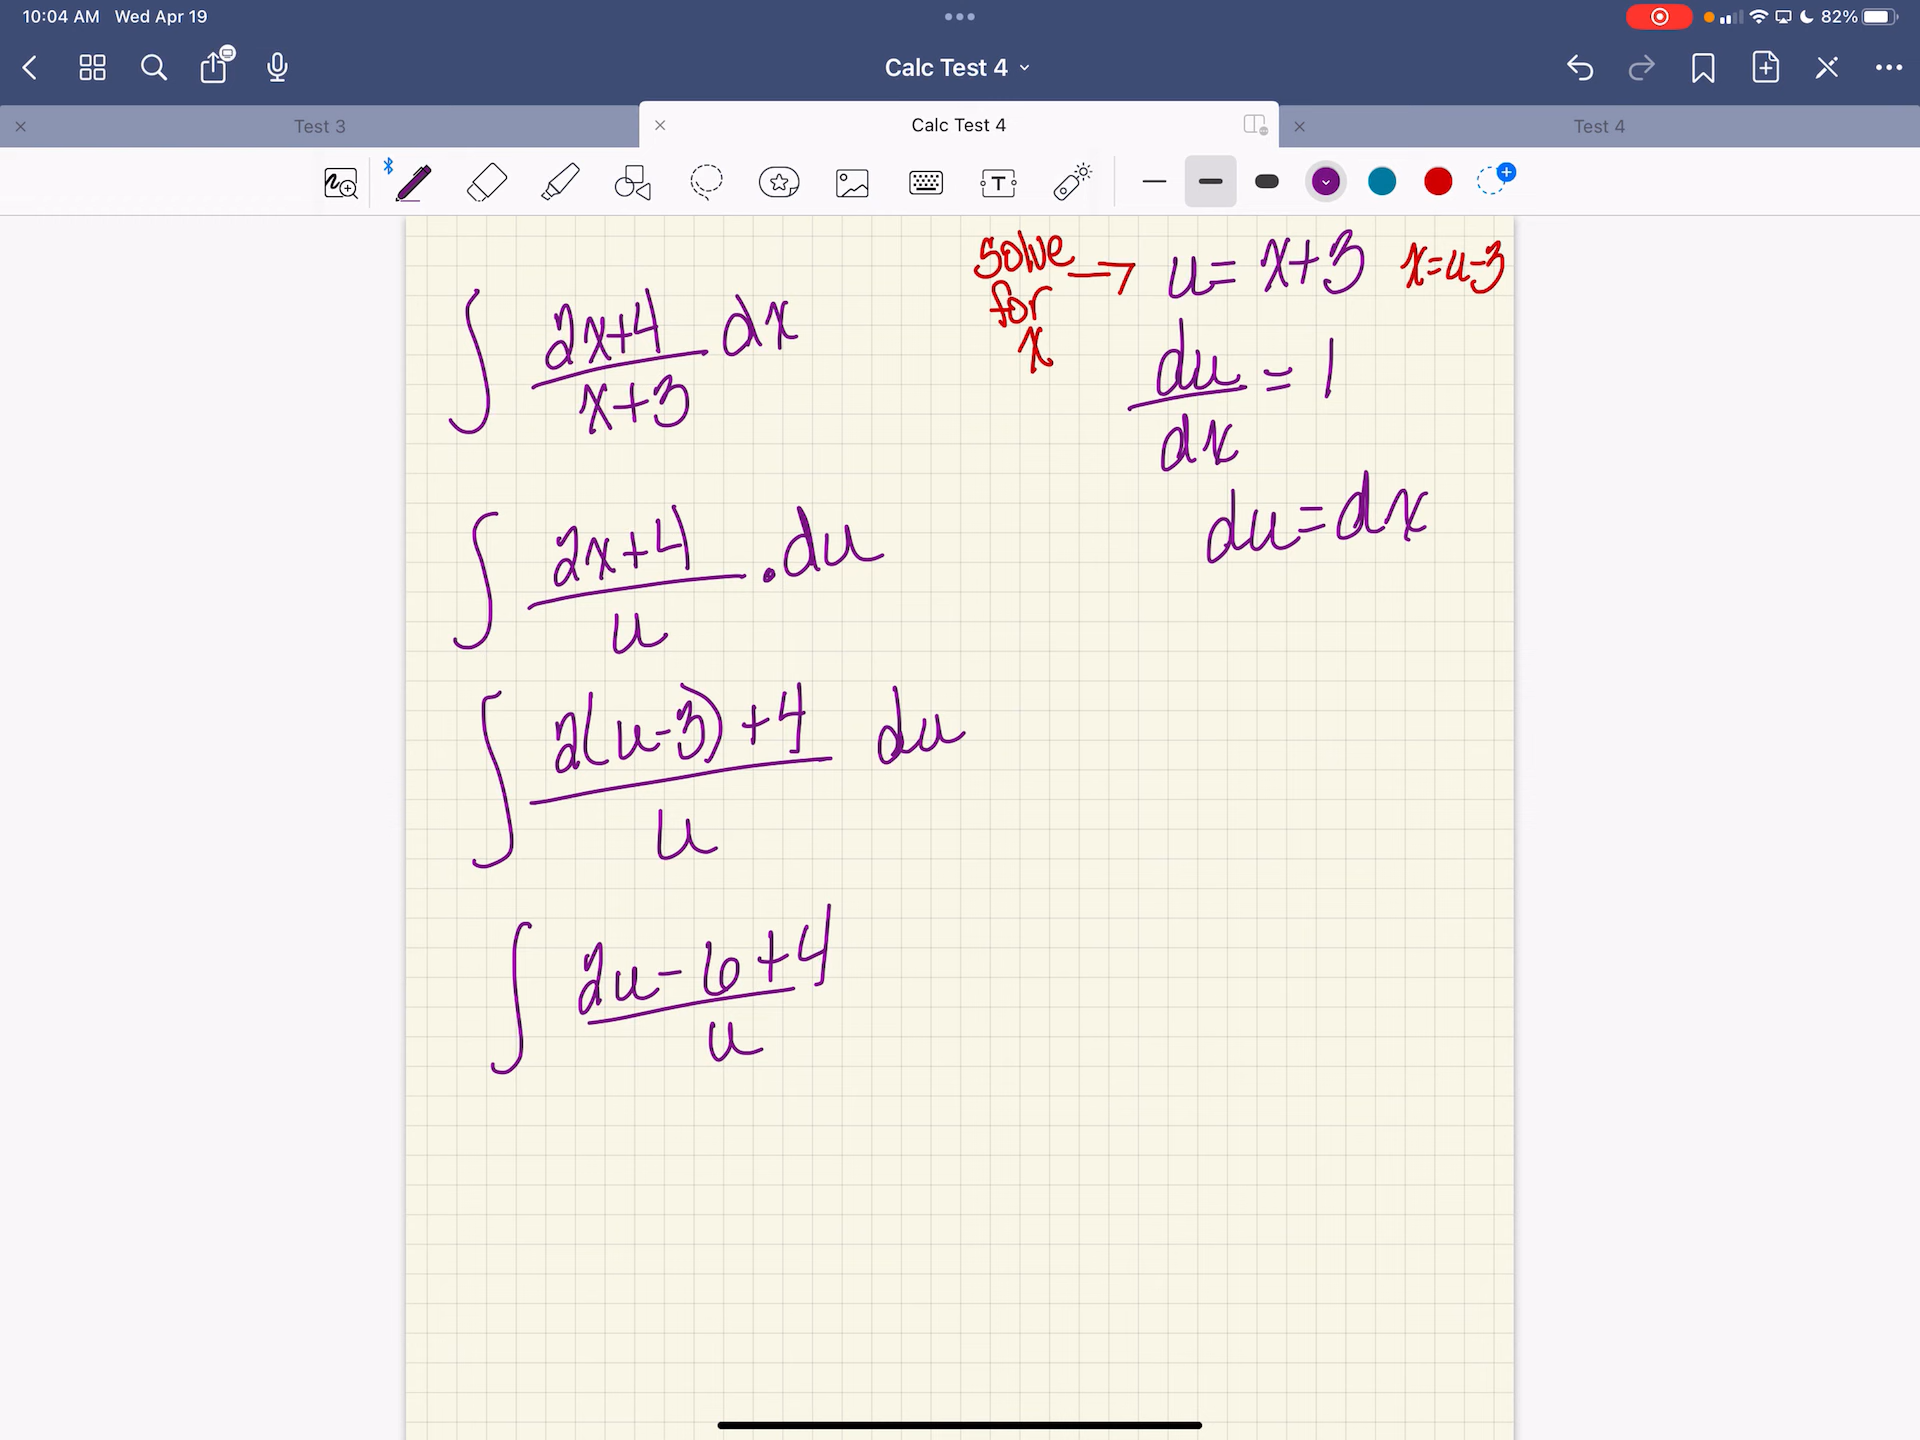 10:04 AM Wed Apr 19
82%
Calc Test 4
Test 3
Calc Test 4
Test 4
T
solve for x → u = x+3 x=u-3
∫ (2x+4)/(x+3) dx
du/dx = 1
du = dx
∫ (2x+4)/u · du
∫ (2(u-3)+4)/u du
∫ (2u-6+4)/u